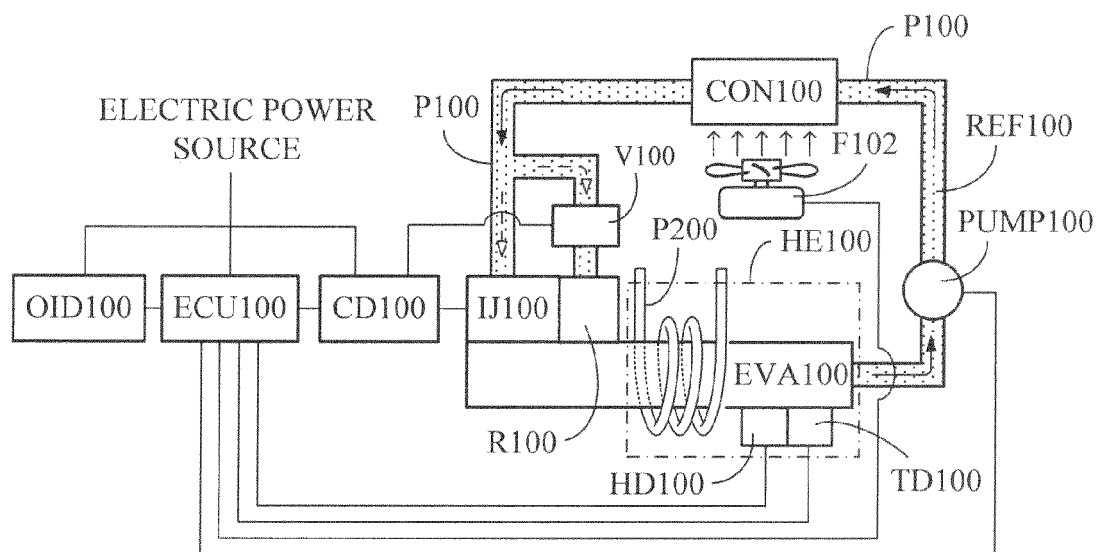 P100
CON100
ELECTRIC POWER
SOURCE
P100
REF100
V100
F102
P200
HE100
PUMP100
OID100
ECU100
CD100
IJ100
EVA100
R100
HD100
TD100